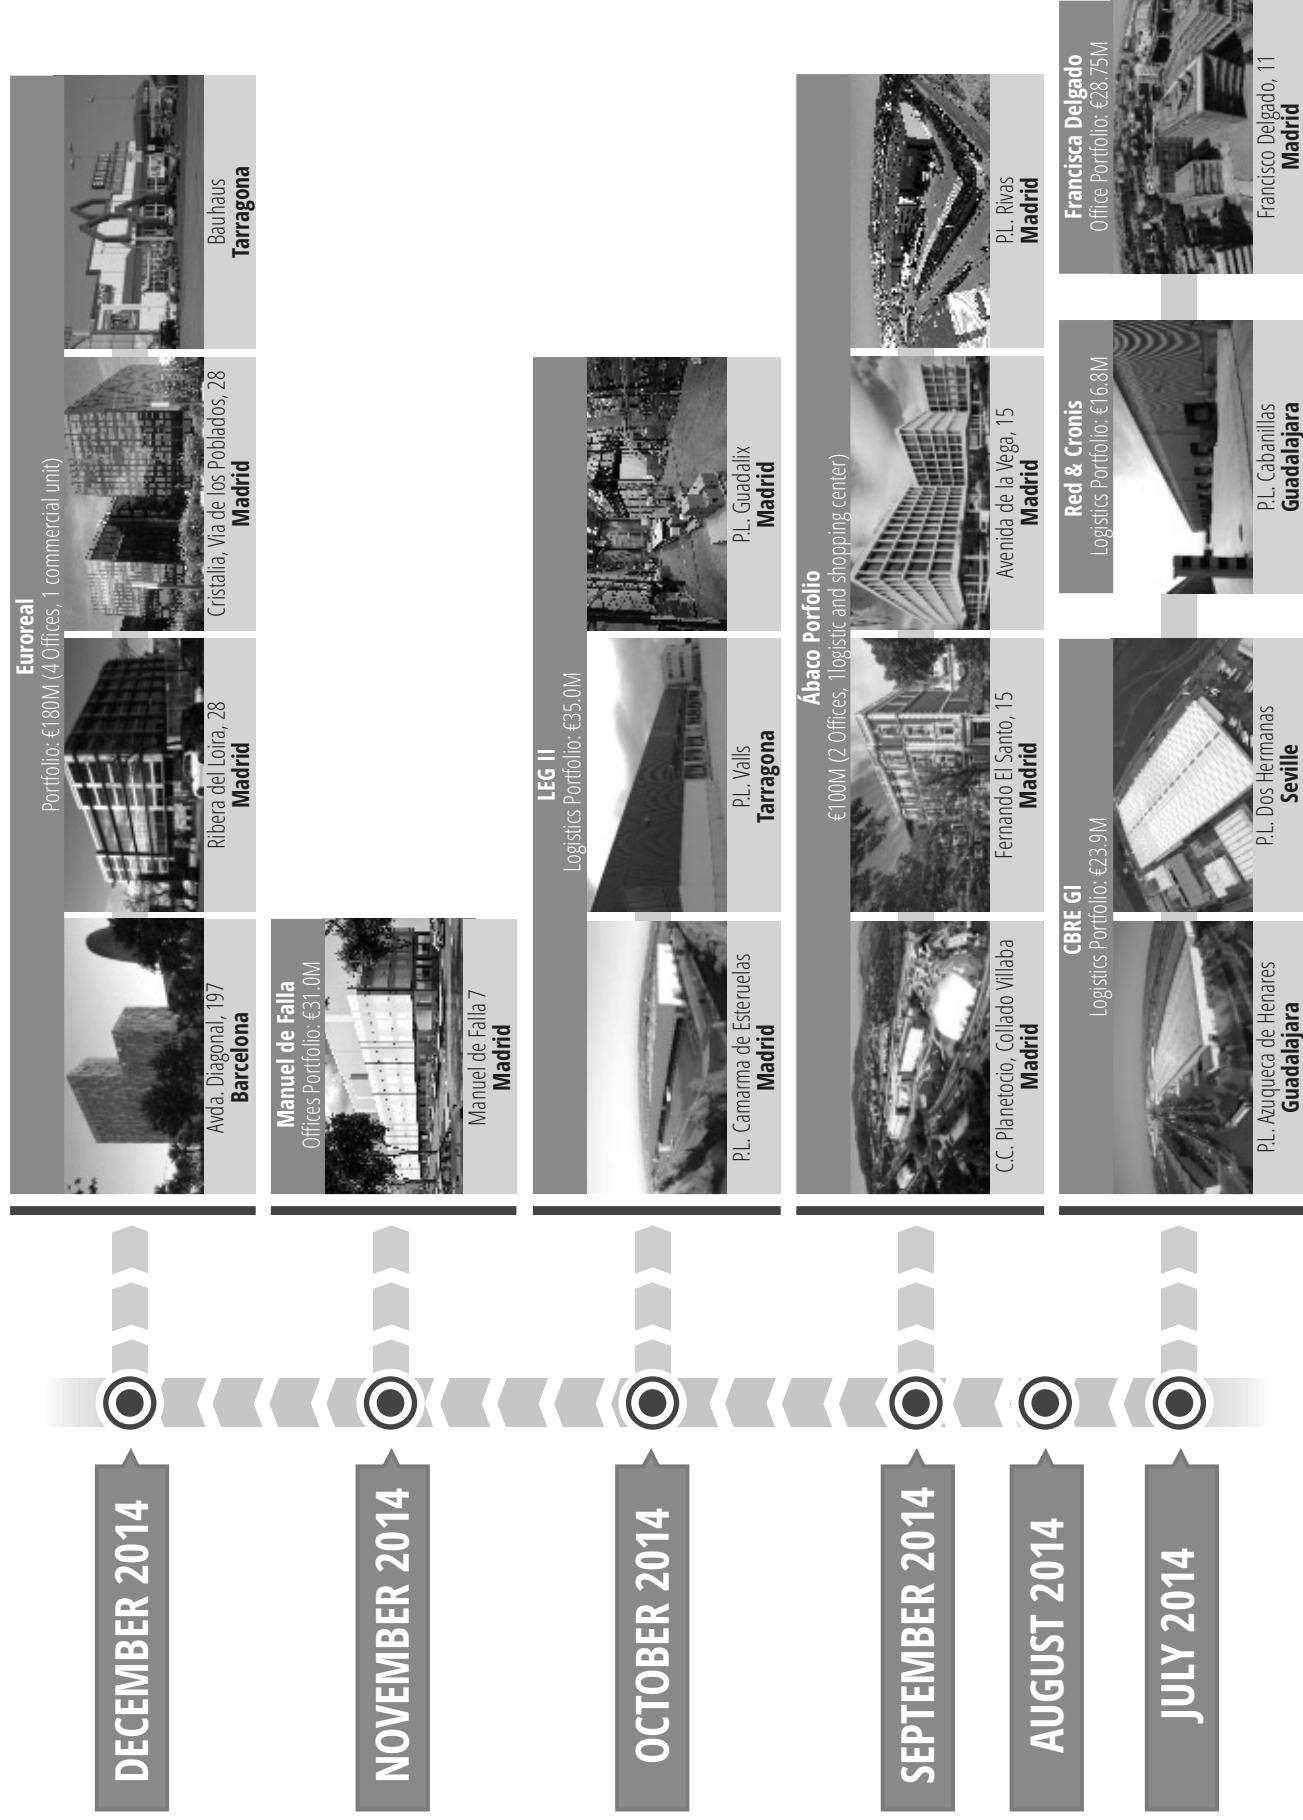 DECEMBER 2014
Euroreal
Portfolio: €180M (4 Offices, 1 commercial unit)
Avda. Diagonal, 197
Barcelona
Ribera del Loira, 28
Madrid
Cristalia, Via de los Poblados, 28
Madrid
Bauhaus
Tarragona
NOVEMBER 2014
Manuel de Falla
Offices Portfolio: €31.0M
Manuel de Falla 7
Madrid
OCTOBER 2014
LEG II
Logistics Portfolio: €35.0M
P.L. Camarma de Esteruelas
Madrid
P.L. Valls
Tarragona
P.L. Guadalix
Madrid
SEPTEMBER 2014
Ábaco Porfolio
€100M (2 Offices, 1logistic and shopping center)
C.C. Planetocio, Collado Villaba
Madrid
Fernando El Santo, 15
Madrid
Avenida de la Vega, 15
Madrid
P.L. Rivas
Madrid
AUGUST 2014
JULY 2014
CBRE GI
Logistics Portfolio: €23.9M
P.L. Azuqueca de Henares
Guadalajara
P.L. Dos Hermanas
Seville
Red & Cronis
Logistics Portfolio: €16.8M
P.L. Cabanillas
Guadalajara
Francisca Delgado
Office Portfolio: €28.75M
Francisco Delgado, 11
Madrid